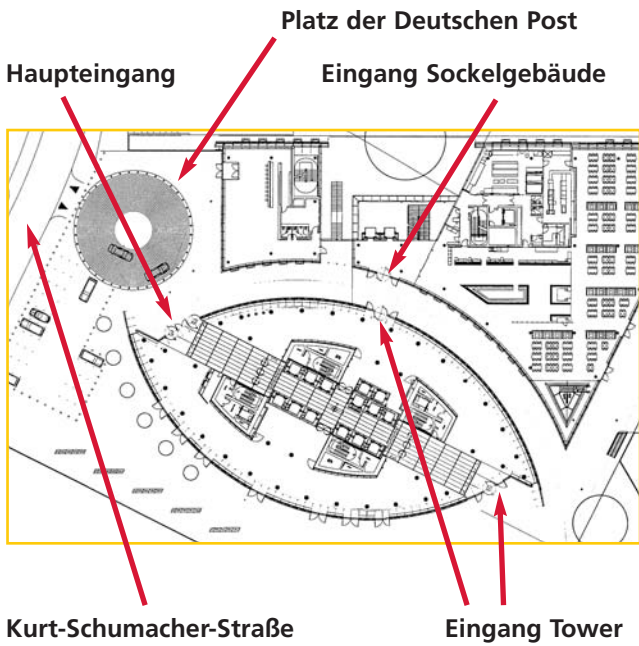 Platz der Deutschen Post
Haupteingang
Eingang Sockelgebäude
Kurt-Schumacher-Straße
Eingang Tower